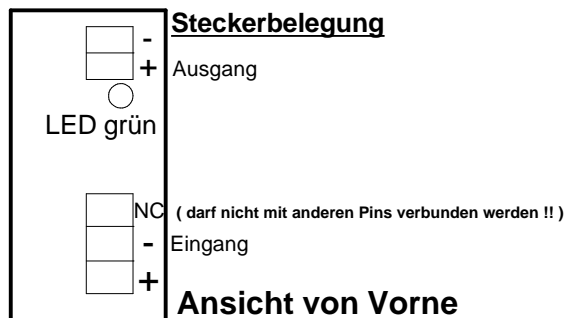 Steckerbelegung
-
+ Ausgang
LED grün
NC ( darf nicht mit anderen Pins verbunden werden !! )
- Eingang
+
Ansicht von Vorne